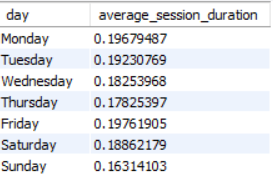 day average_session_duration
Monday 0.19679487
Tuesday 0.19230769
Wednesday 0.18253968
Thursday 0.17825397
Friday 0.19761905
Saturday 0.18862179
Sunday 0.16314103